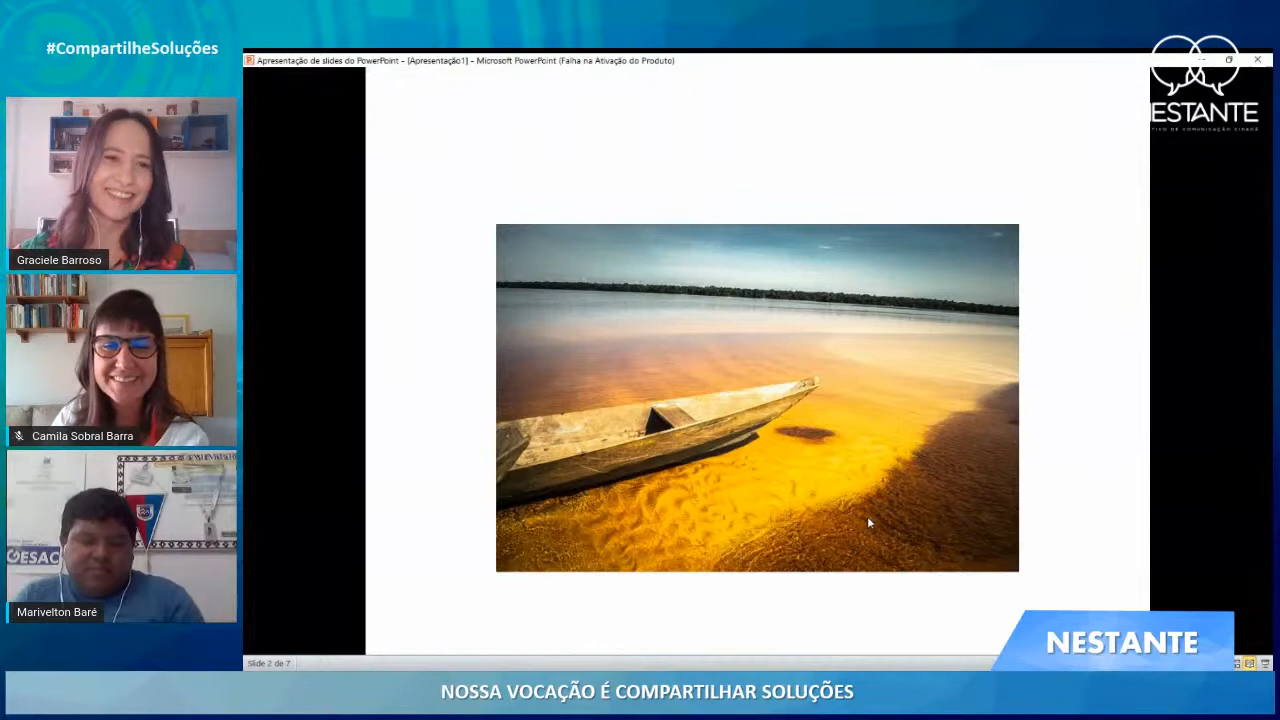 #CompartilheSoluções
Apresentação de slides do PowerPoint - [Apresentação1] - Microsoft PowerPoint (Falha na Ativação do Produto)
NESTANTE
Graciele Barroso
Camila Sobral Barra
GESAC
Marivelton Baré
Slide 2 de 7
NESTANTE
NOSSA VOCAÇÃO É COMPARTILHAR SOLUÇÕES